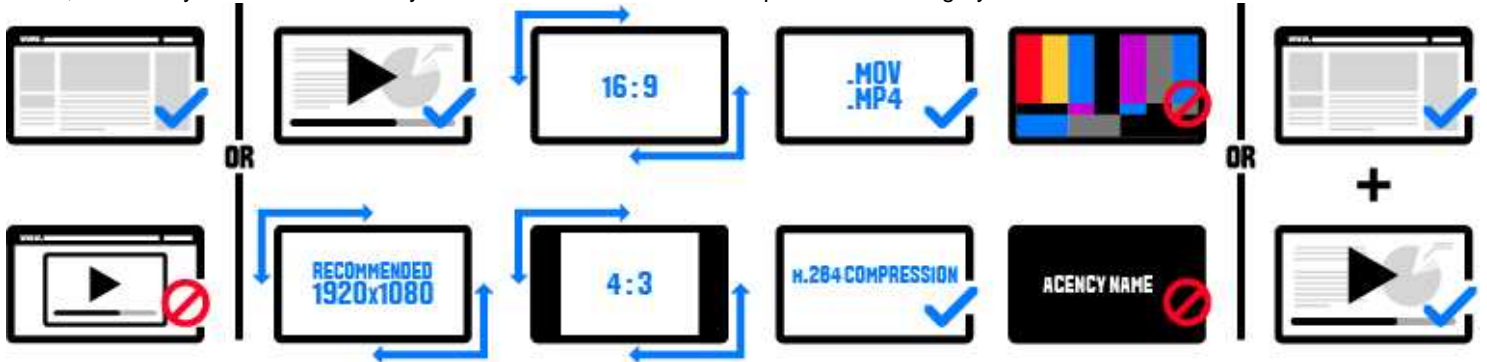 16:9
.MOV
.MP4
OR
OR
+
RECOMMENDED
1920x1080
4:3
H.264 COMPRESSION
AGENCY NAME